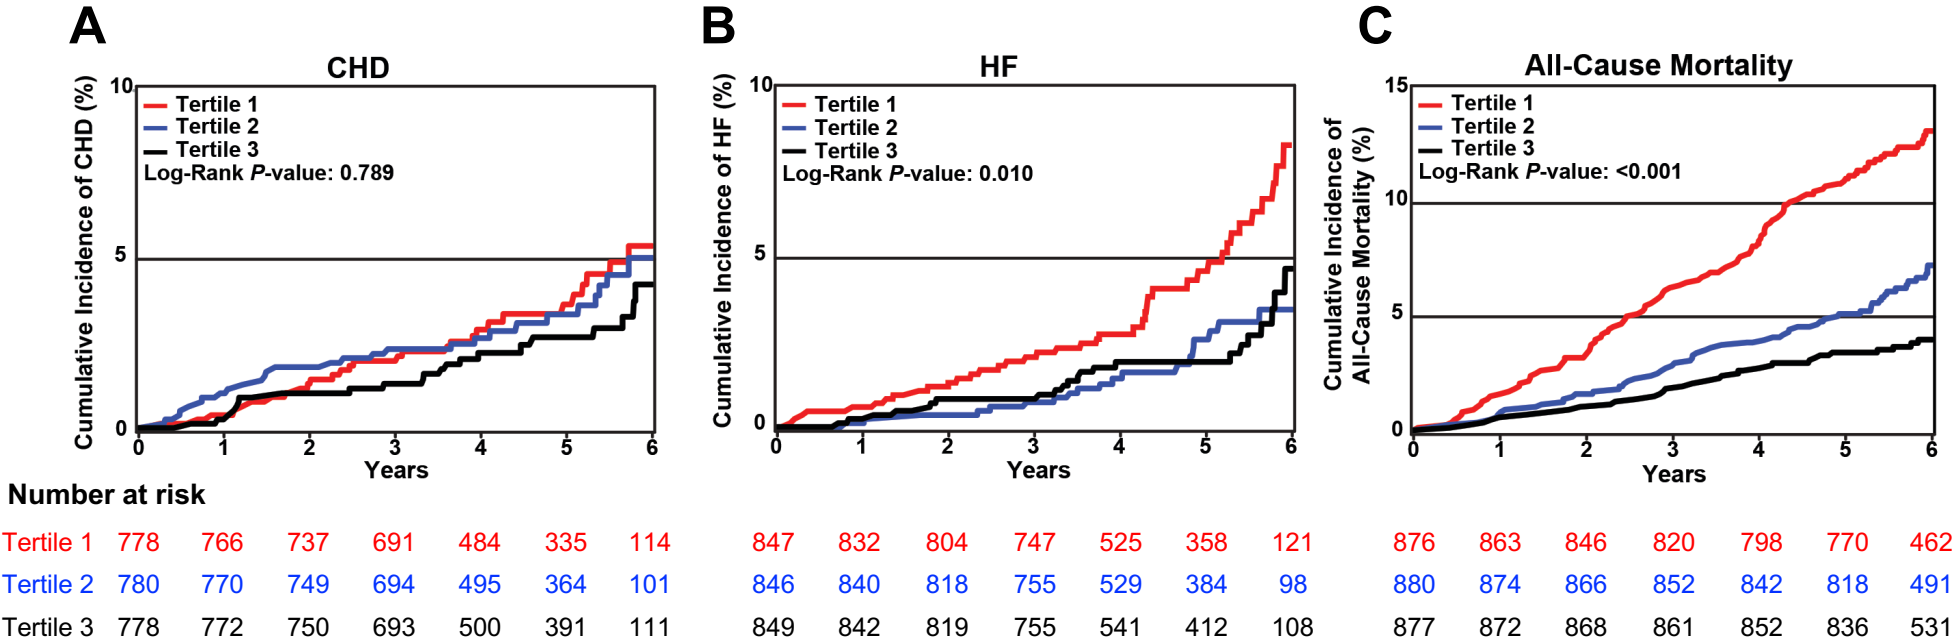 A
CHD
Cumulative Incidence of CHD (%)
10
5
0
Tertile 1
Tertile 2
Tertile 3
Log-Rank P-value: 0.789
0 1 2 3 4 5 6
Years
B
HF
Cumulative Incidence of HF (%)
10
5
0
Tertile 1
Tertile 2
Tertile 3
Log-Rank P-value: 0.010
0 1 2 3 4 5 6
Years
C
All-Cause Mortality
Cumulative Incidence of
All-Cause Mortality (%)
15
10
5
0
Tertile 1
Tertile 2
Tertile 3
Log-Rank P-value: <0.001
0 1 2 3 4 5 6
Years
Number at risk
Tertile 1 778 766 737 691 484 335 114 847 832 804 747 525 358 121 876 863 846 820 798 770 462
Tertile 2 780 770 749 694 495 364 101 846 840 818 755 529 384 98 880 874 866 852 842 818 491
Tertile 3 778 772 750 693 500 391 111 849 842 819 755 541 412 108 877 872 868 861 852 836 531